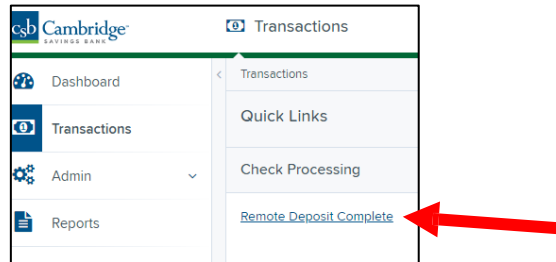 csb Cambridge
SAVINGS BANK
Transactions
Dashboard
Transactions
Admin
Reports
Transactions
Quick Links
Check Processing
Remote Deposit Complete